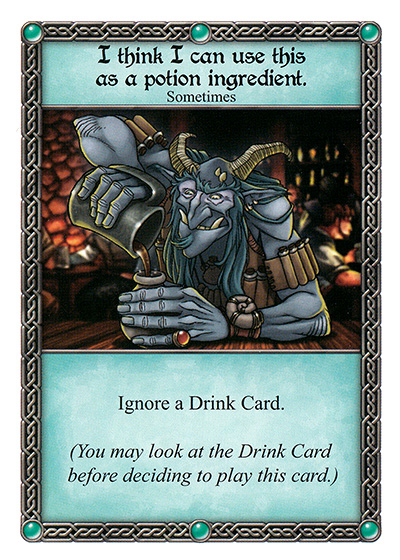 I think I can use this
as a potion ingredient.
Sometimes
Ignore a Drink Card.
(You may look at the Drink Card
before deciding to play this card.)